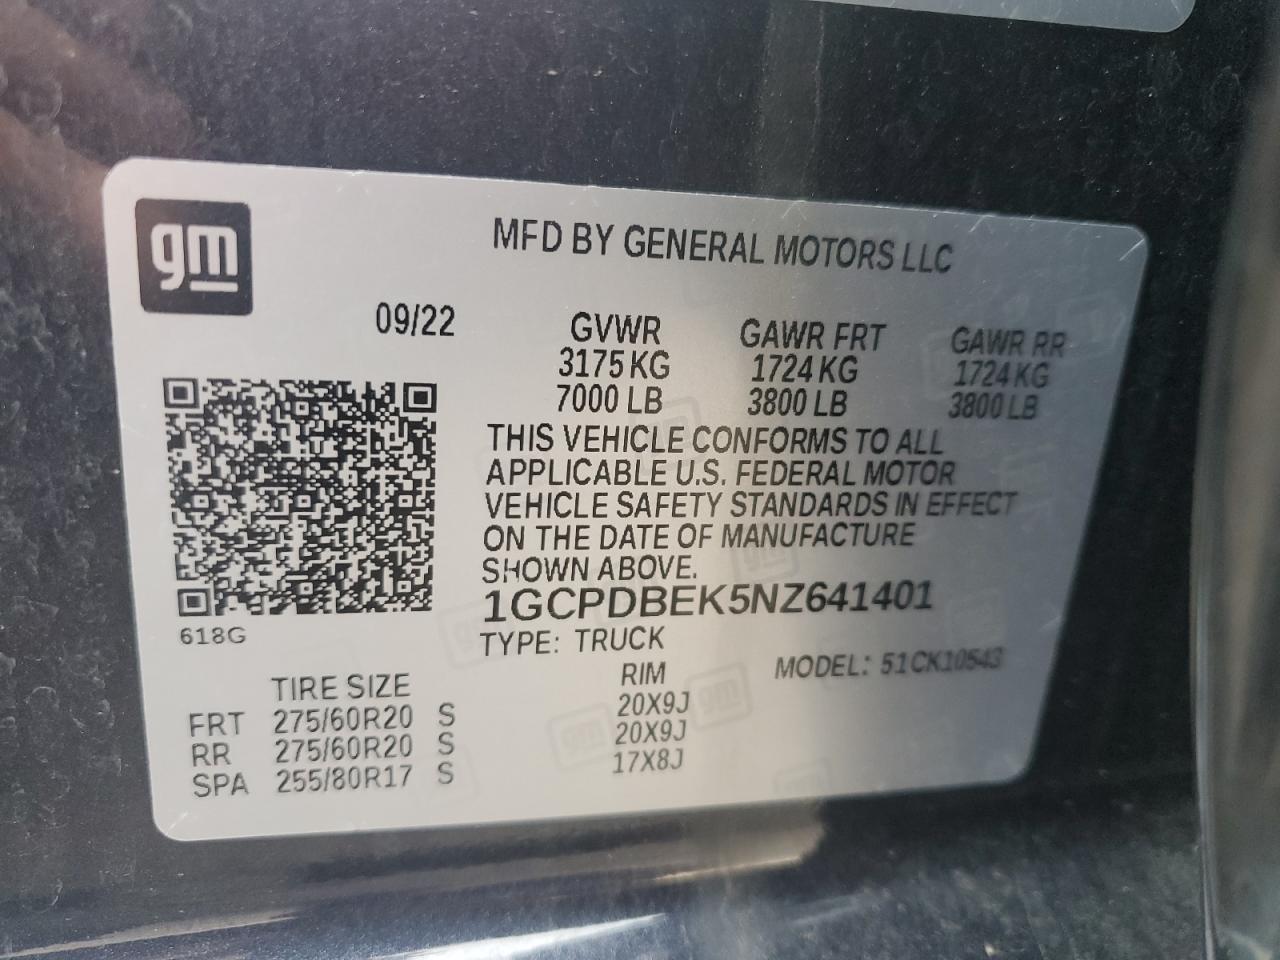 gm
MFD BY GENERAL MOTORS LLC
09/22
GVWR GAWR FRT GAWR RR
3175 KG 1724 KG 1724 KG
7000 LB 3800 LB 3800 LB
THIS VEHICLE CONFORMS TO ALL
APPLICABLE U.S. FEDERAL MOTOR
VEHICLE SAFETY STANDARDS IN EFFECT
ON THE DATE OF MANUFACTURE
SHOWN ABOVE.
1GCPDBEK5NZ641401
618G
TYPE: TRUCK
MODEL: 51CK10543
TIRE SIZE RIM
FRT 275/60R20 S 20X9J
RR 275/60R20 S 20X9J
SPA 255/80R17 S 17X8J